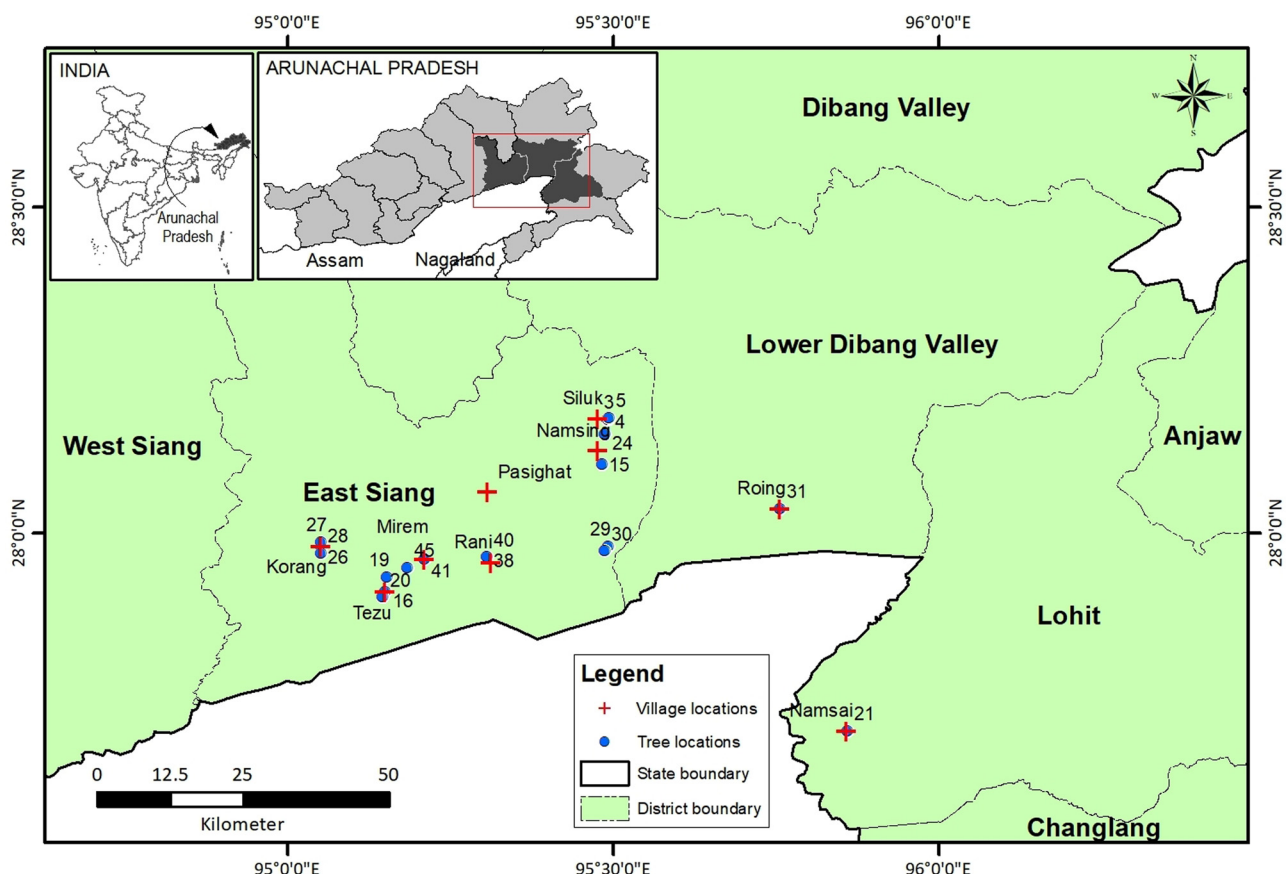 95°0'0"E
95°30'0"E
96°0'0"E
INDIA
Arunachal
Pradesh
ARUNACHAL PRADESH
Assam
Nagaland
N
W
E
S
Dibang Valley
28°30'0"N
28°30'0"N
Lower Dibang Valley
West Siang
Anjaw
Siluk 3 5
4
Namsing
24
15
Pasighat
East Siang
Roing 31
28°0'0"N
28°0'0"N
27
28
26
Korang
Mirem
45
41
19
20
16
Tezu
Rani 40
38
29 30
Lohit
Namsai 21
Legend
Village locations
Tree locations
State boundary
District boundary
0 12.5 25 50
Kilometer
Changlang
95°0'0"E
95°30'0"E
96°0'0"E